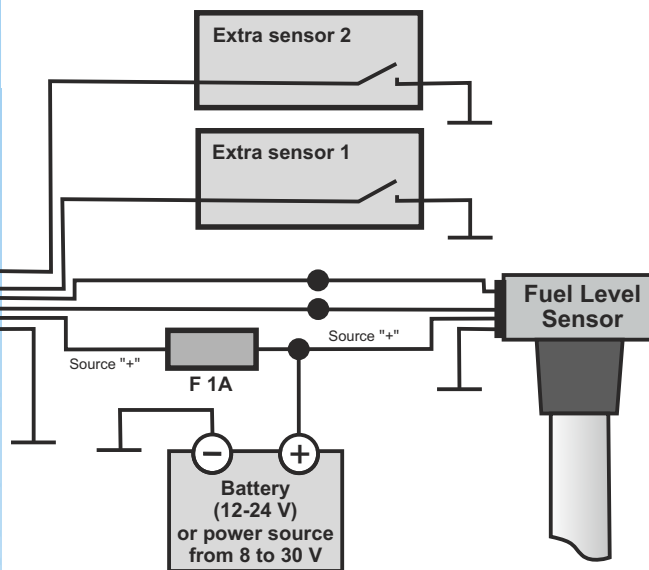 Extra sensor 2
Extra sensor 1
Fuel Level
Sensor
Source "+"
Source "+"
F 1A
−
+
Battery
(12-24 V)
or power source
from 8 to 30 V